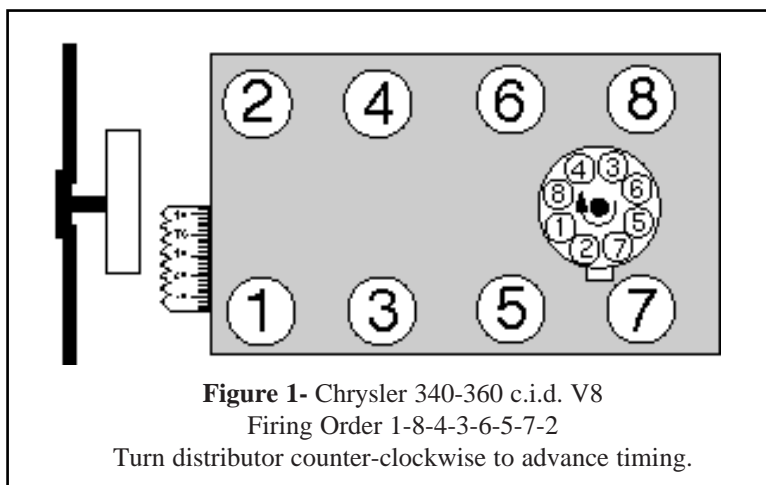 2 4 6 8
4 3
8 6
1 5
2 7
1 3 5 7
Figure 1- Chrysler 340-360 c.i.d. V8
Firing Order 1-8-4-3-6-5-7-2
Turn distributor counter-clockwise to advance timing.